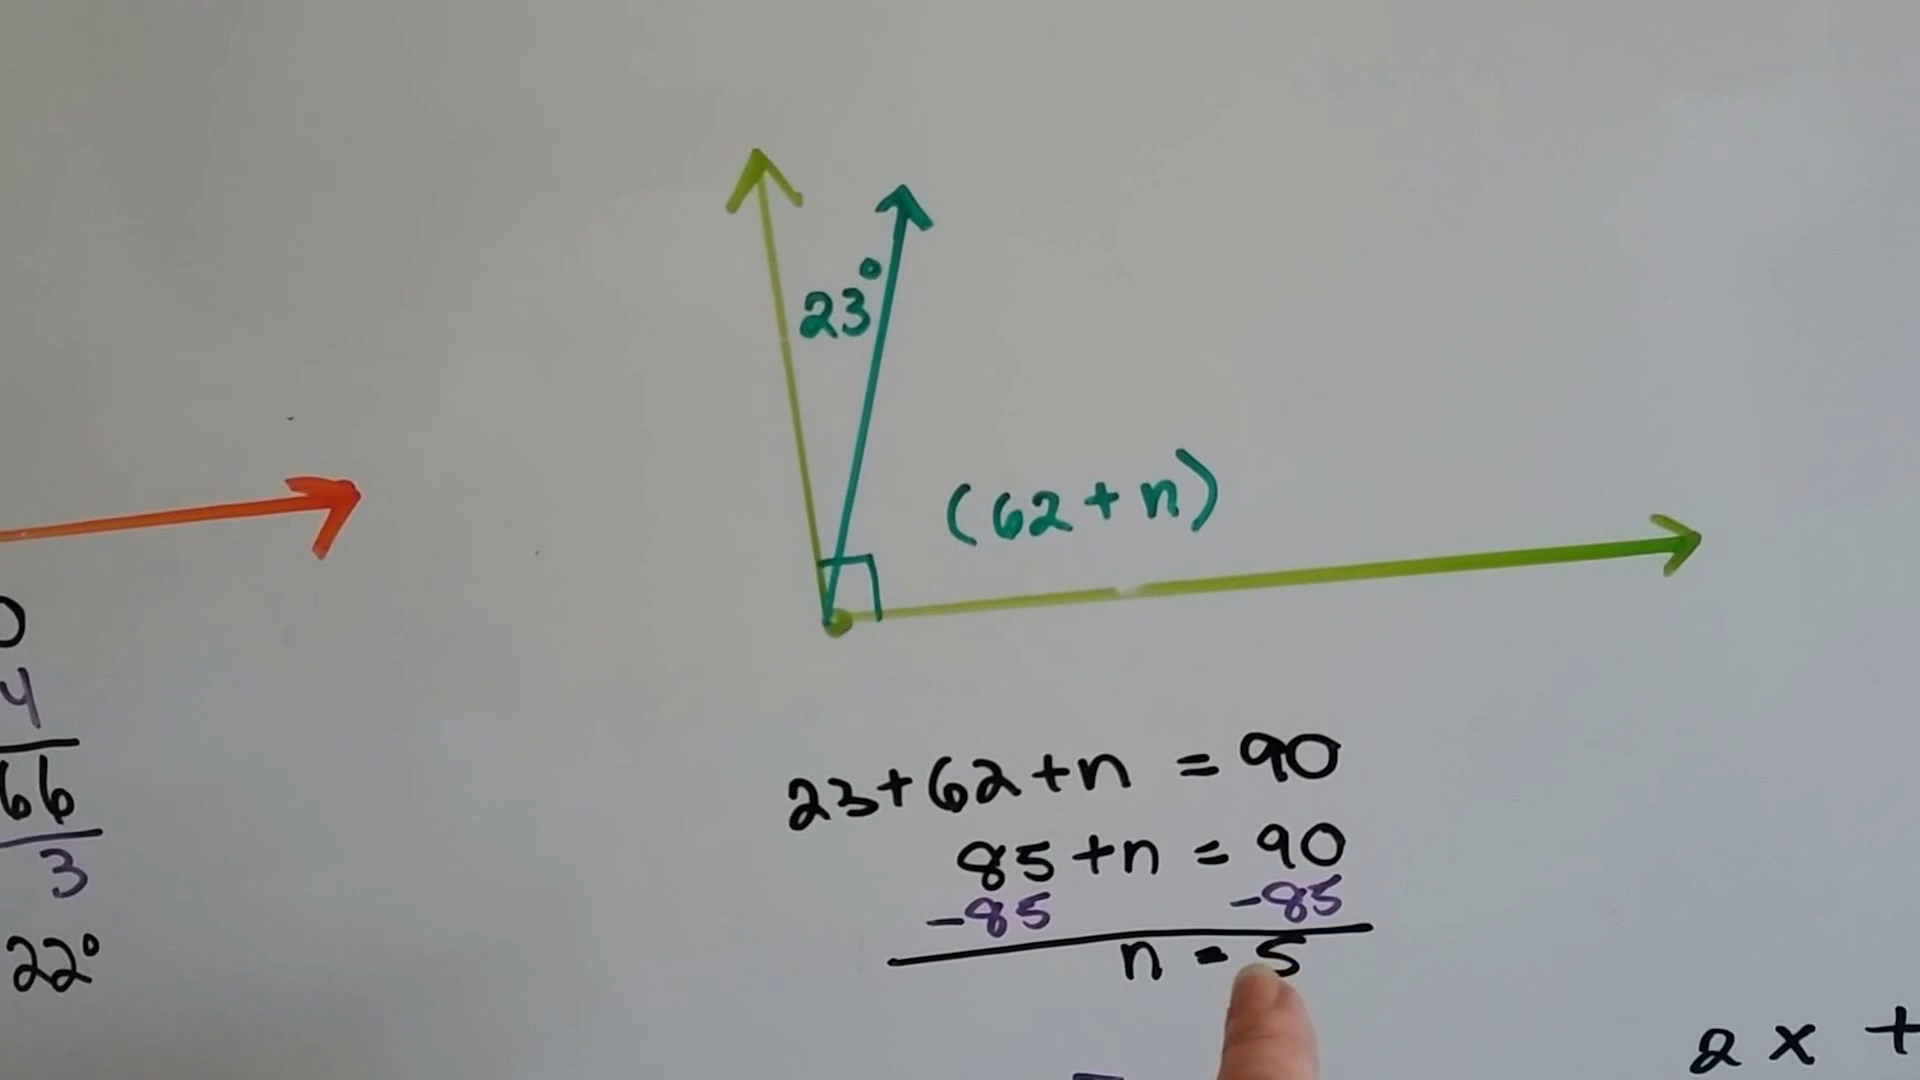 23°
(62+n)
23+62+n = 90
85+n = 90
-85 -85
n = 5
4
66
3
22°
2x +